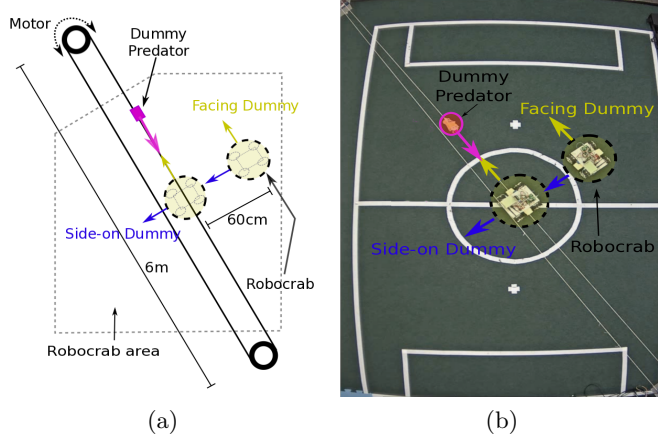 Motor
Dummy
Predator
Facing Dummy
Side-on Dummy
60cm
6m
Robocrab
Robocrab area
(a)
Dummy
Predator
Facing Dummy
Side-on Dummy
Robocrab
(b)